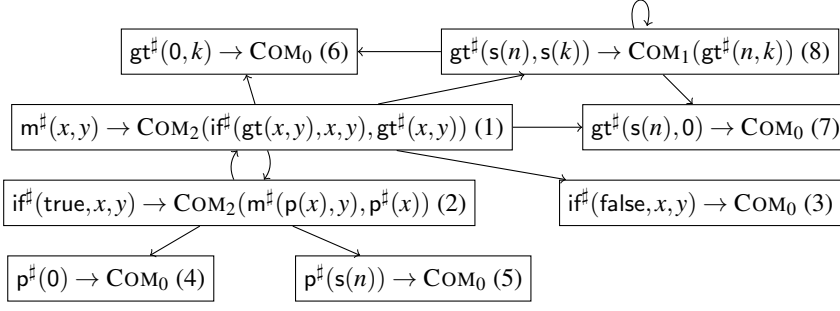 gt♯(0,k) → COM₀ (6)
gt♯(s(n),s(k)) → COM₁(gt♯(n,k)) (8)
m♯(x,y) → COM₂(if♯(gt(x,y),x,y),gt♯(x,y)) (1)
gt♯(s(n),0) → COM₀ (7)
if♯(true,x,y) → COM₂(m♯(p(x),y),p♯(x)) (2)
if♯(false,x,y) → COM₀ (3)
p♯(0) → COM₀ (4)
p♯(s(n)) → COM₀ (5)